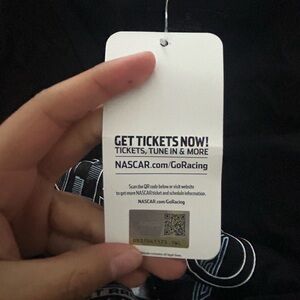 GET TICKETS NOW!
TICKETS, TUNE IN & MORE
NASCAR.com/GoRacing
Scan the QR code below or visit website
to get more NASCAR ticket and schedule information.
NASCAR.com/GoRacing